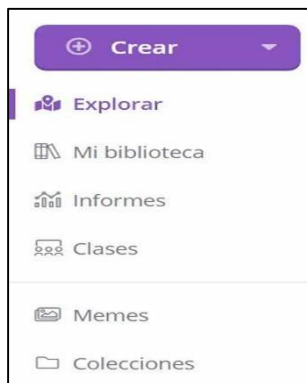 Crear
Explorar
Mi biblioteca
Informes
Clases
Memes
Colecciones